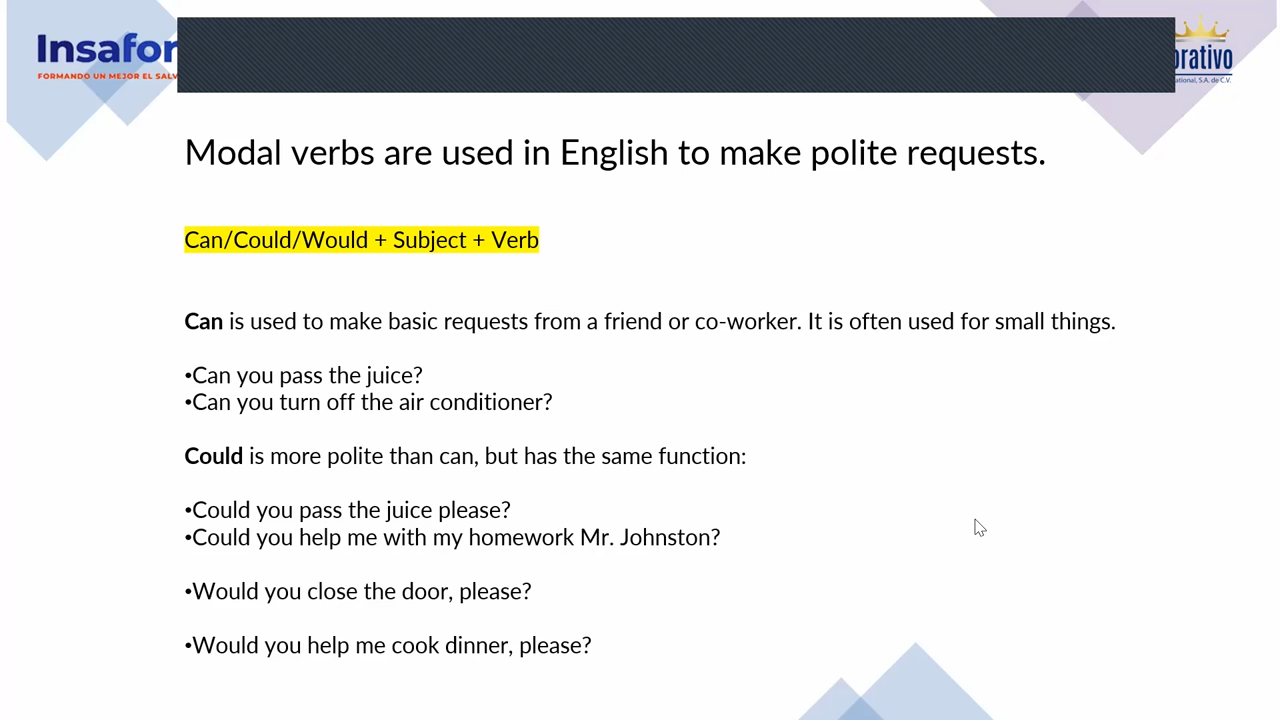 Insafor
FORMANDO UN MEJOR EL SALV
orativo
ational, S.A. de C.V.
Modal verbs are used in English to make polite requests.
Can/Could/Would + Subject + Verb
Can is used to make basic requests from a friend or co-worker. It is often used for small things.
•Can you pass the juice?
•Can you turn off the air conditioner?
Could is more polite than can, but has the same function:
•Could you pass the juice please?
•Could you help me with my homework Mr. Johnston?
•Would you close the door, please?
•Would you help me cook dinner, please?